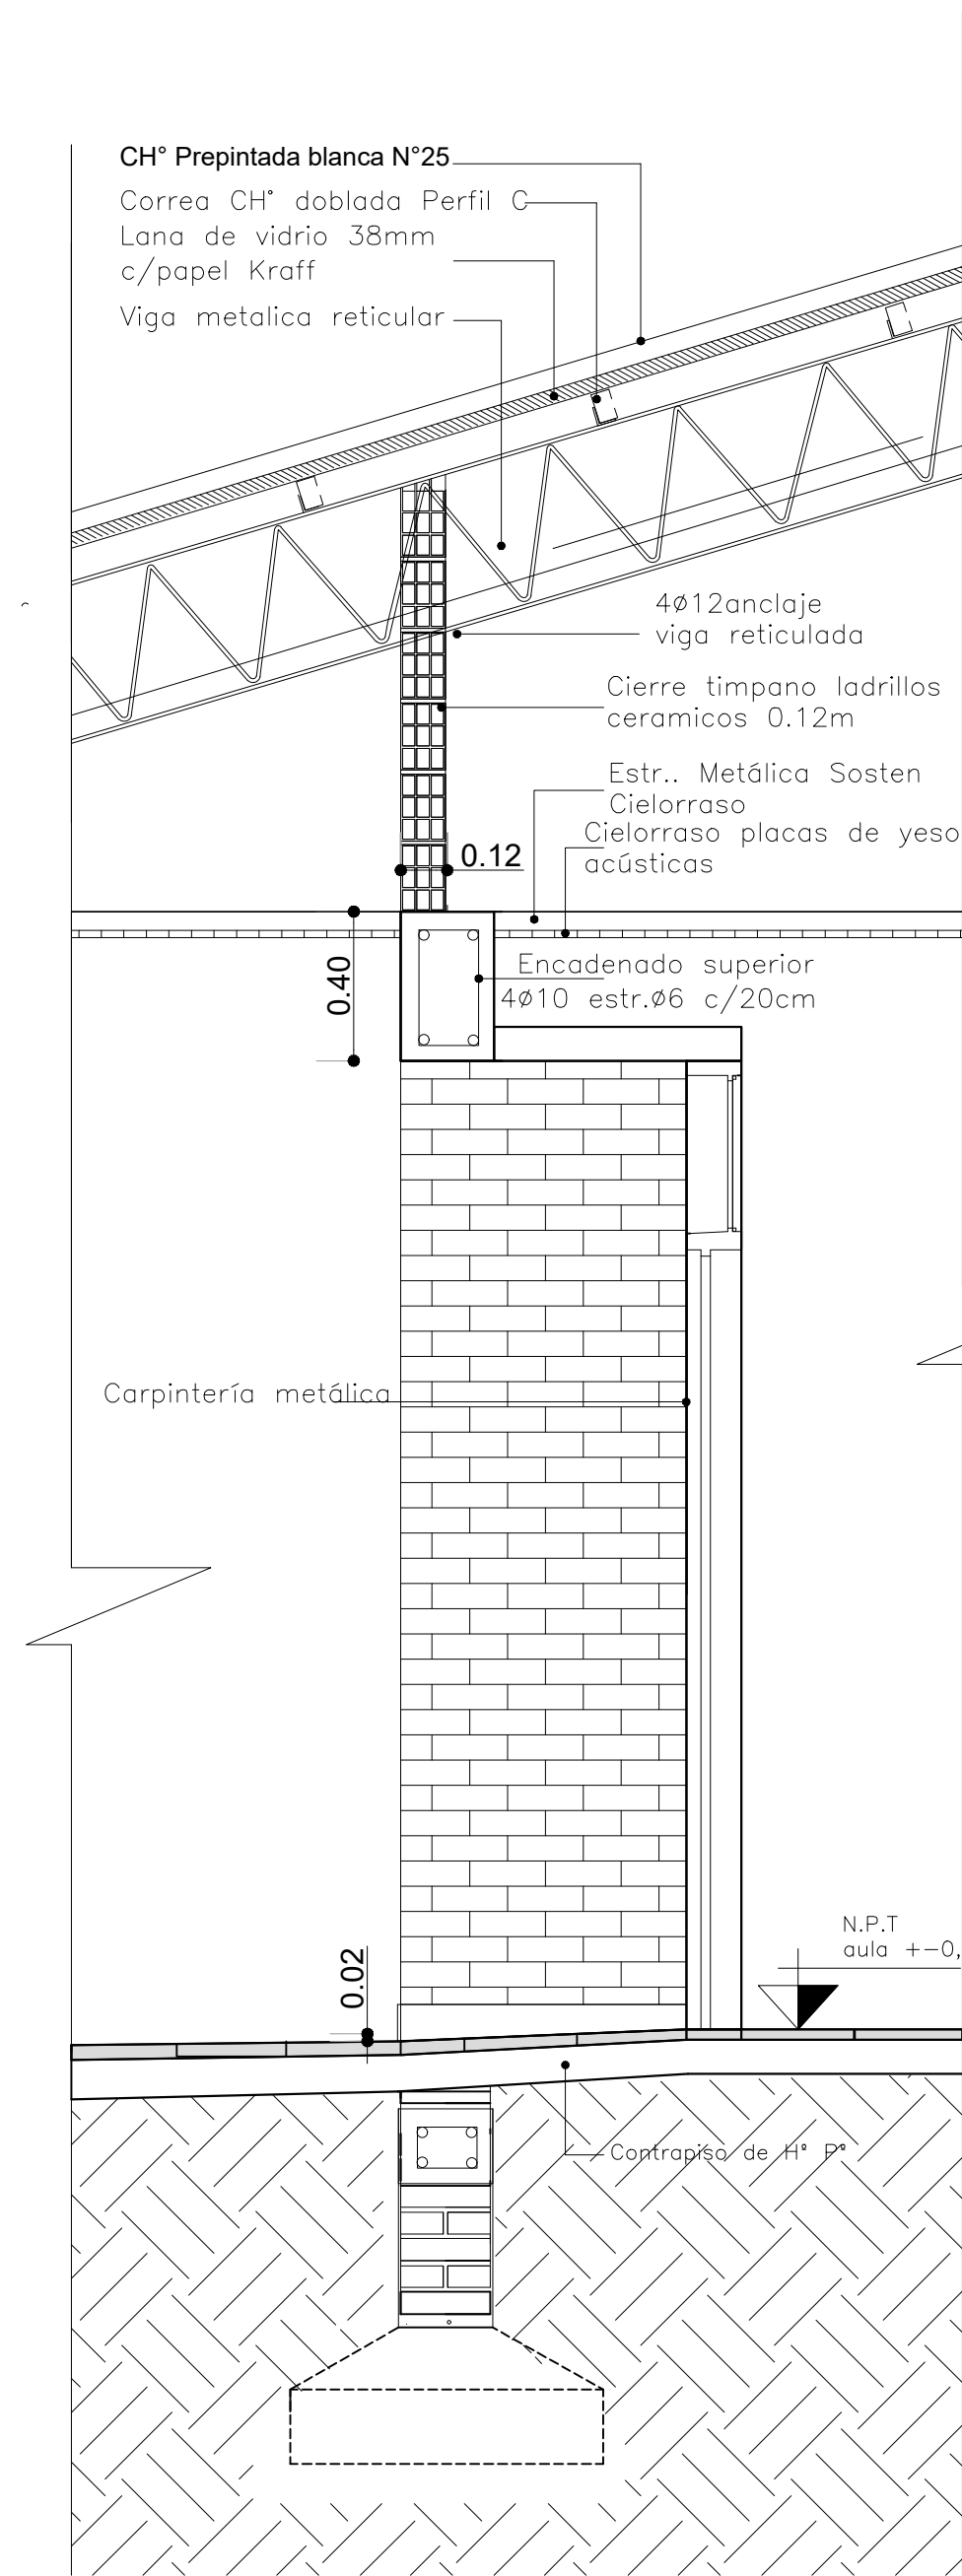 CH° Prepintada blanca N°25
Correa CH° doblada Perfil C
Lana de vidrio 38mm
c/papel Kraff
Viga metalica reticular
4ø12anclaje
viga reticulada
Cierre timpano ladrillos
ceramicos 0.12m
Estr.. Metálica Sosten
Cielorraso
Cielorraso placas de yeso
acústicas
0.12
0.40
Encadenado superior
4ø10 estr.ø6 c/20cm
Carpintería metálica
N.P.T
aula +-0,
0.02
Contrapiso de H° P°